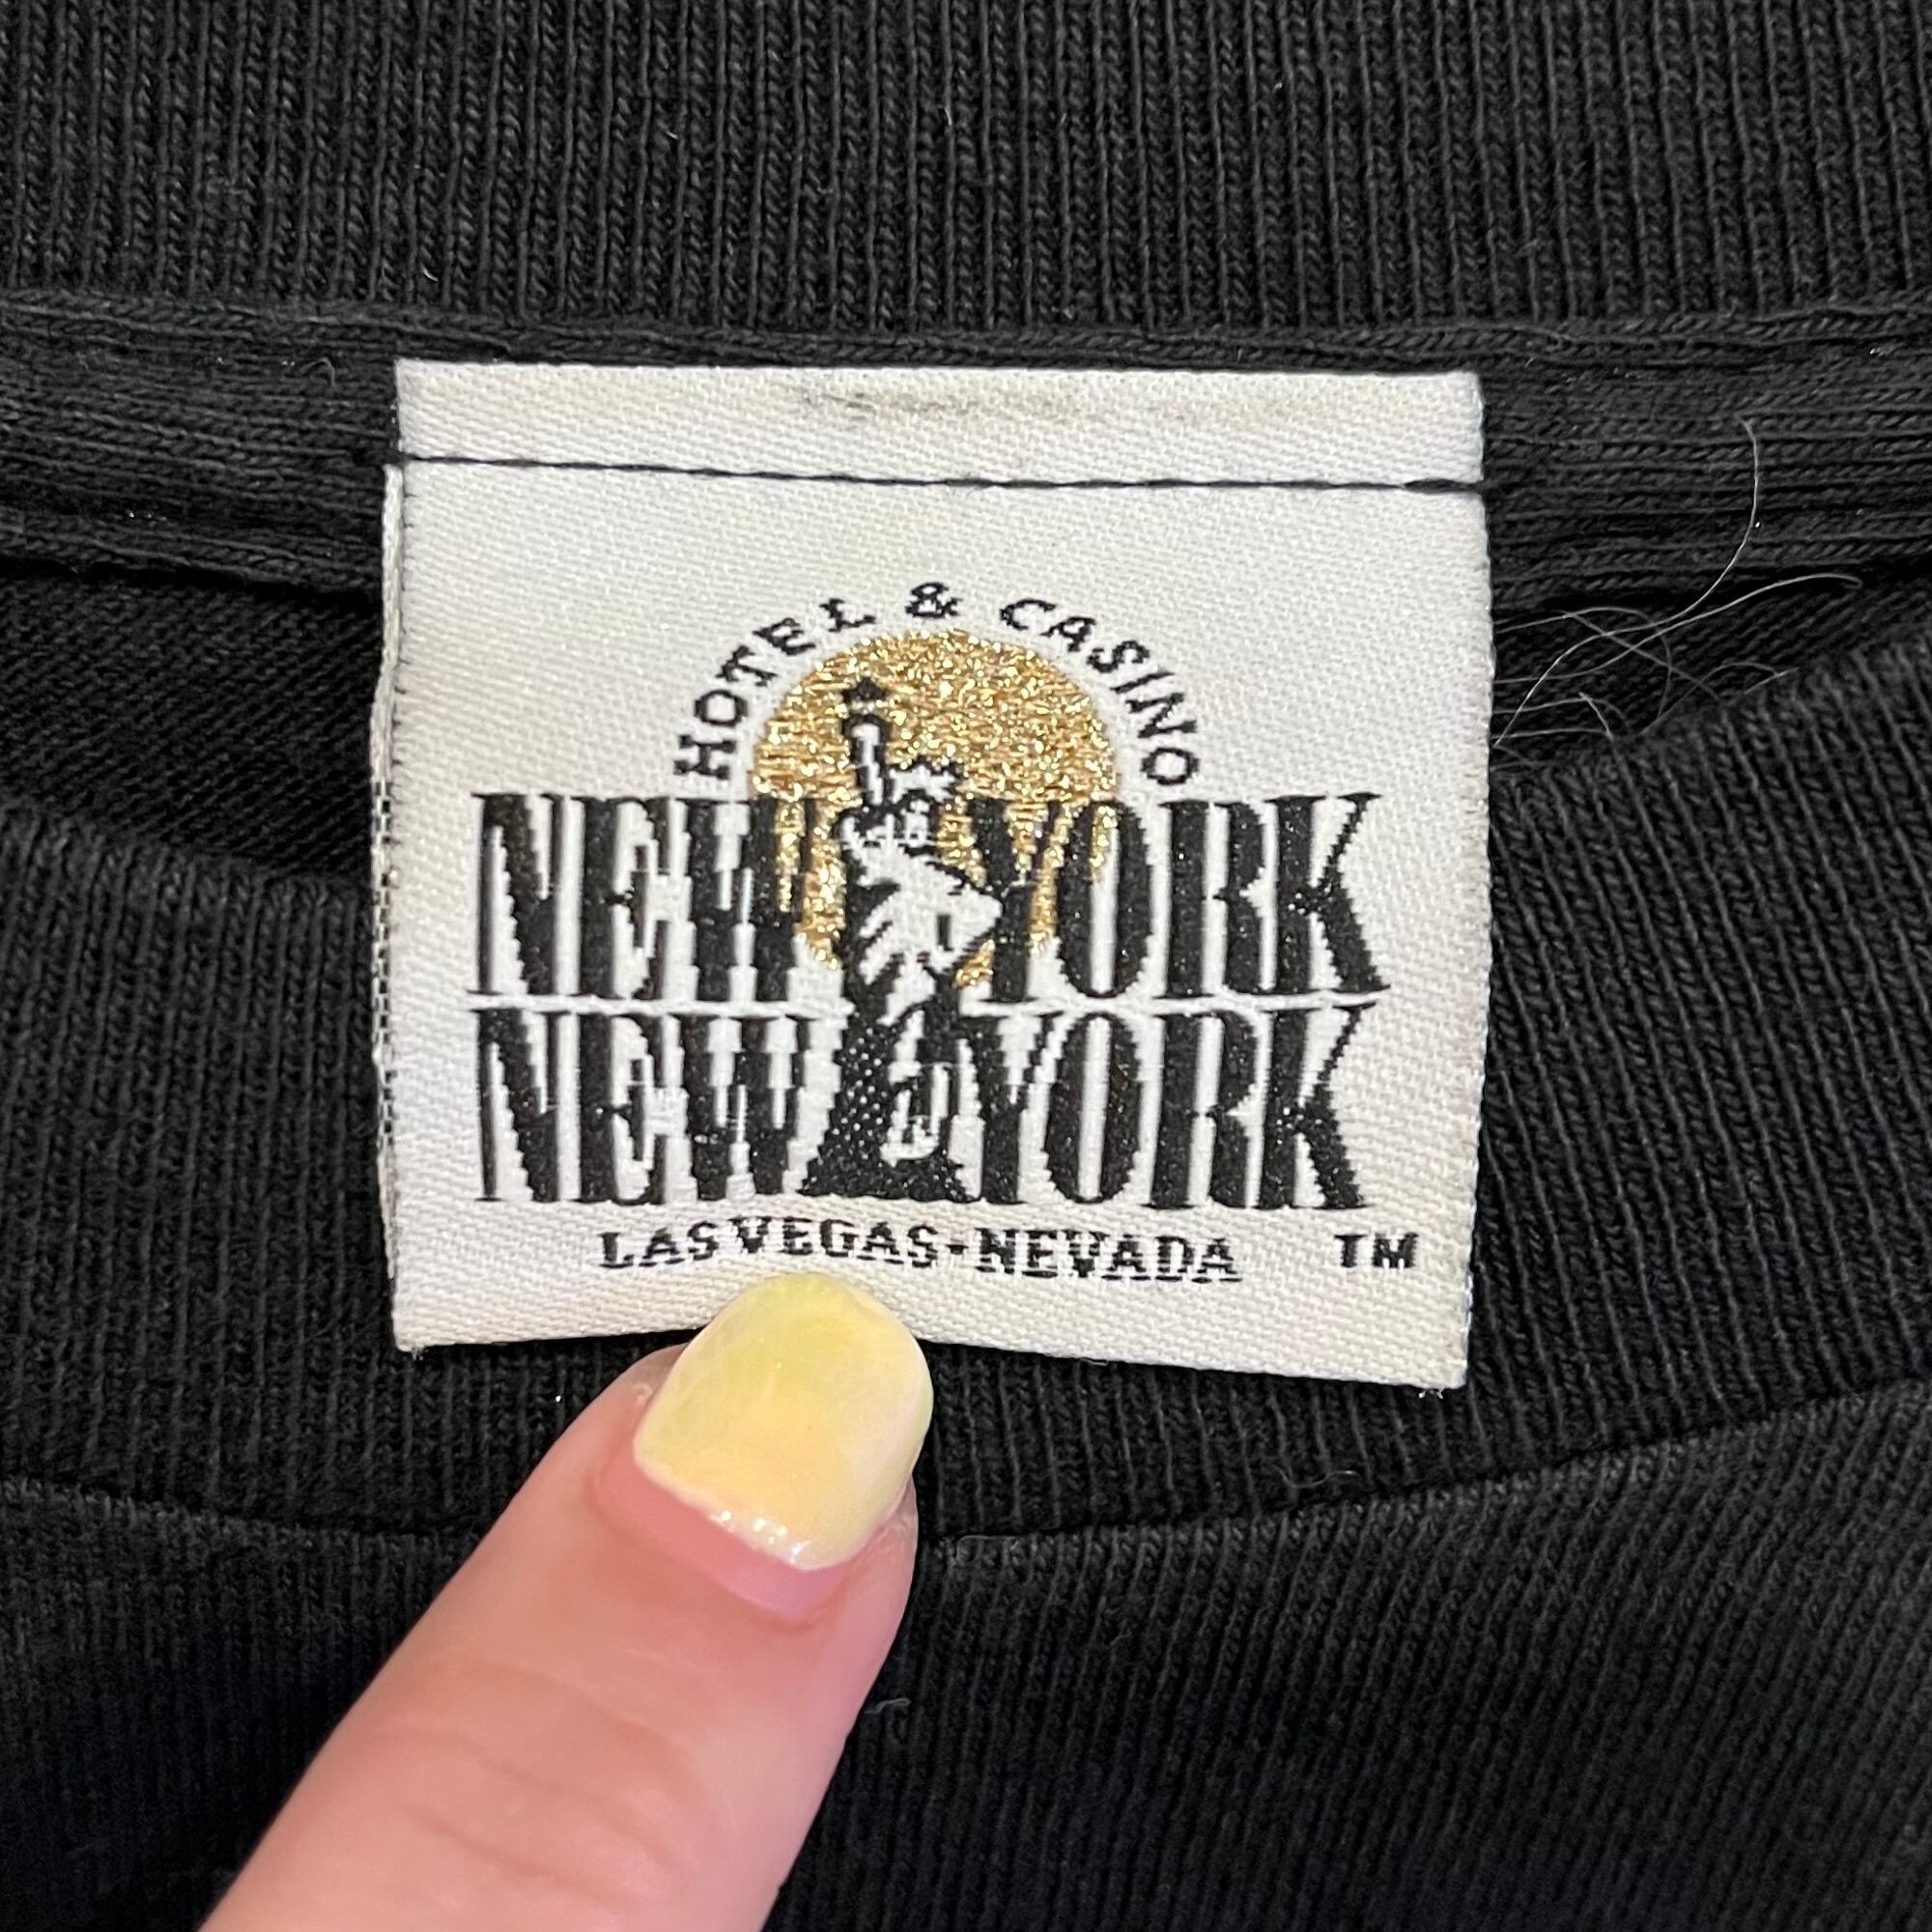 HOTEL & CASINO
NEW YORK
NEW YORK
LAS VEGAS•NEVADA TM